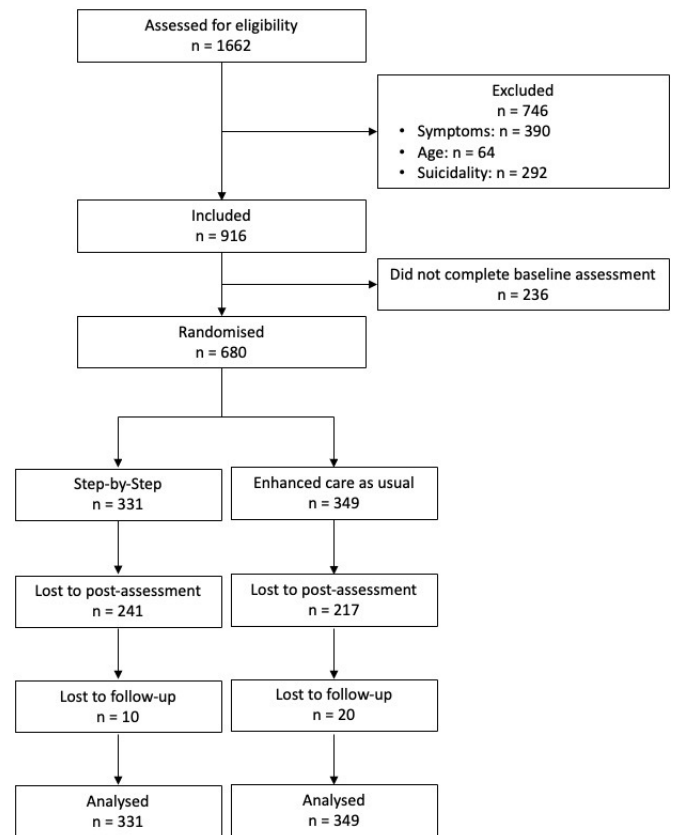 Assessed for eligibility
n = 1662
Excluded
n = 746
• Symptoms: n = 390
• Age: n = 64
• Suicidality: n = 292
Included
n = 916
Did not complete baseline assessment
n = 236
Randomised
n = 680
Step-by-Step
n = 331
Enhanced care as usual
n = 349
Lost to post-assessment
n = 241
Lost to post-assessment
n = 217
Lost to follow-up
n = 10
Lost to follow-up
n = 20
Analysed
n = 331
Analysed
n = 349